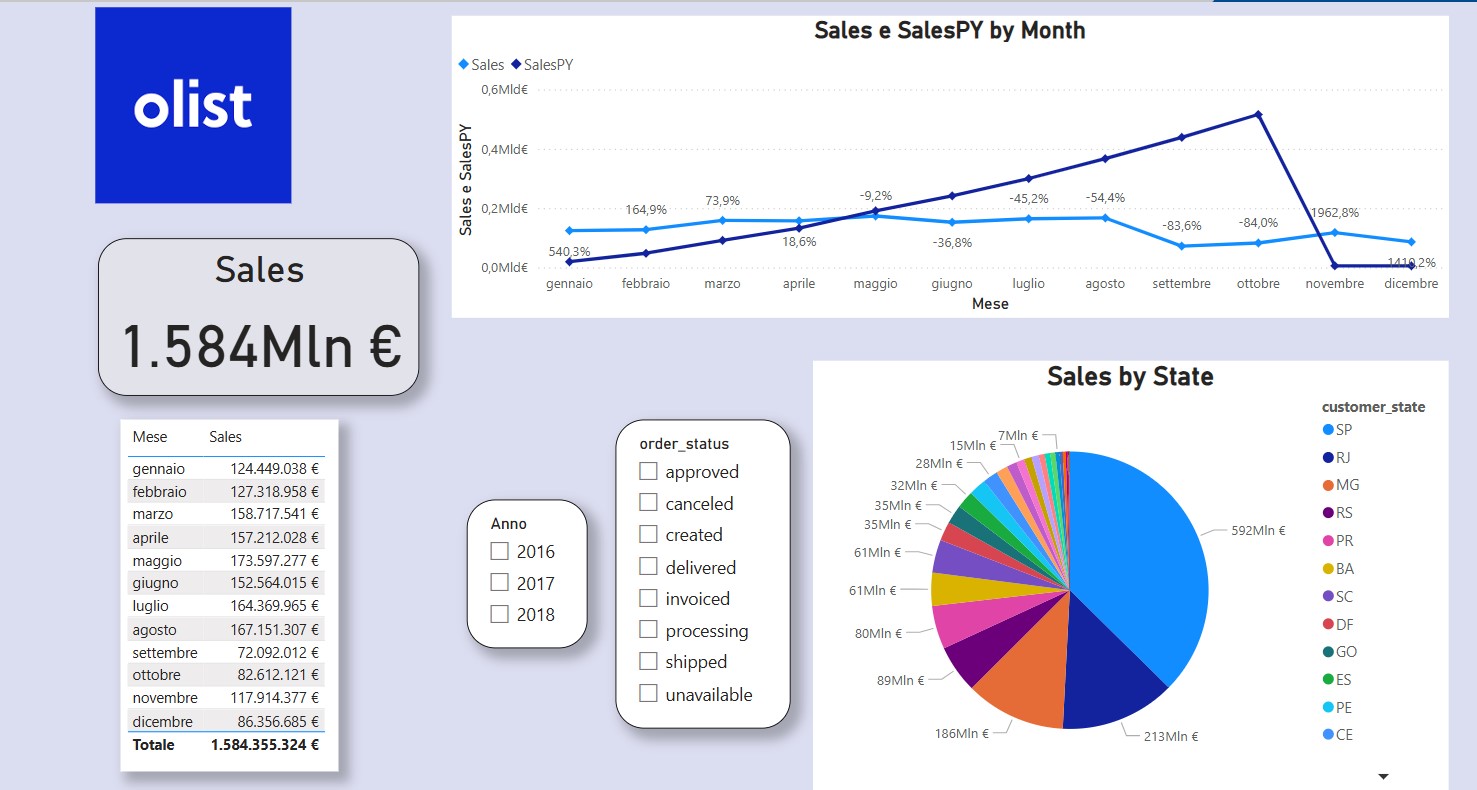 olist
Sales e SalesPY by Month
Sales SalesPY
Sales e SalesPY
0,6Mld€
0,4Mld€
0,2Mld€
0,0Mld€
540,3%
164,9%
73,9%
18,6%
-9,2%
-36,8%
-45,2%
-54,4%
-83,6%
-84,0%
1962,8%
1410,2%
gennaio febbraio marzo aprile maggio giugno luglio agosto settembre ottobre novembre dicembre
Mese
Sales
1.584Mln €
Mese Sales
gennaio 124.449.038 €
febbraio 127.318.958 €
marzo 158.717.541 €
aprile 157.212.028 €
maggio 173.597.277 €
giugno 152.564.015 €
luglio 164.369.965 €
agosto 167.151.307 €
settembre 72.092.012 €
ottobre 82.612.121 €
novembre 117.914.377 €
dicembre 86.356.685 €
Totale 1.584.355.324 €
Anno
2016
2017
2018
order_status
approved
canceled
created
delivered
invoiced
processing
shipped
unavailable
Sales by State
7Mln €
15Mln €
28Mln €
32Mln €
35Mln €
35Mln €
61Mln €
61Mln €
80Mln €
89Mln €
186Mln €
213Mln €
592Mln €
customer_state
SP
RJ
MG
RS
PR
BA
SC
DF
GO
ES
PE
CE